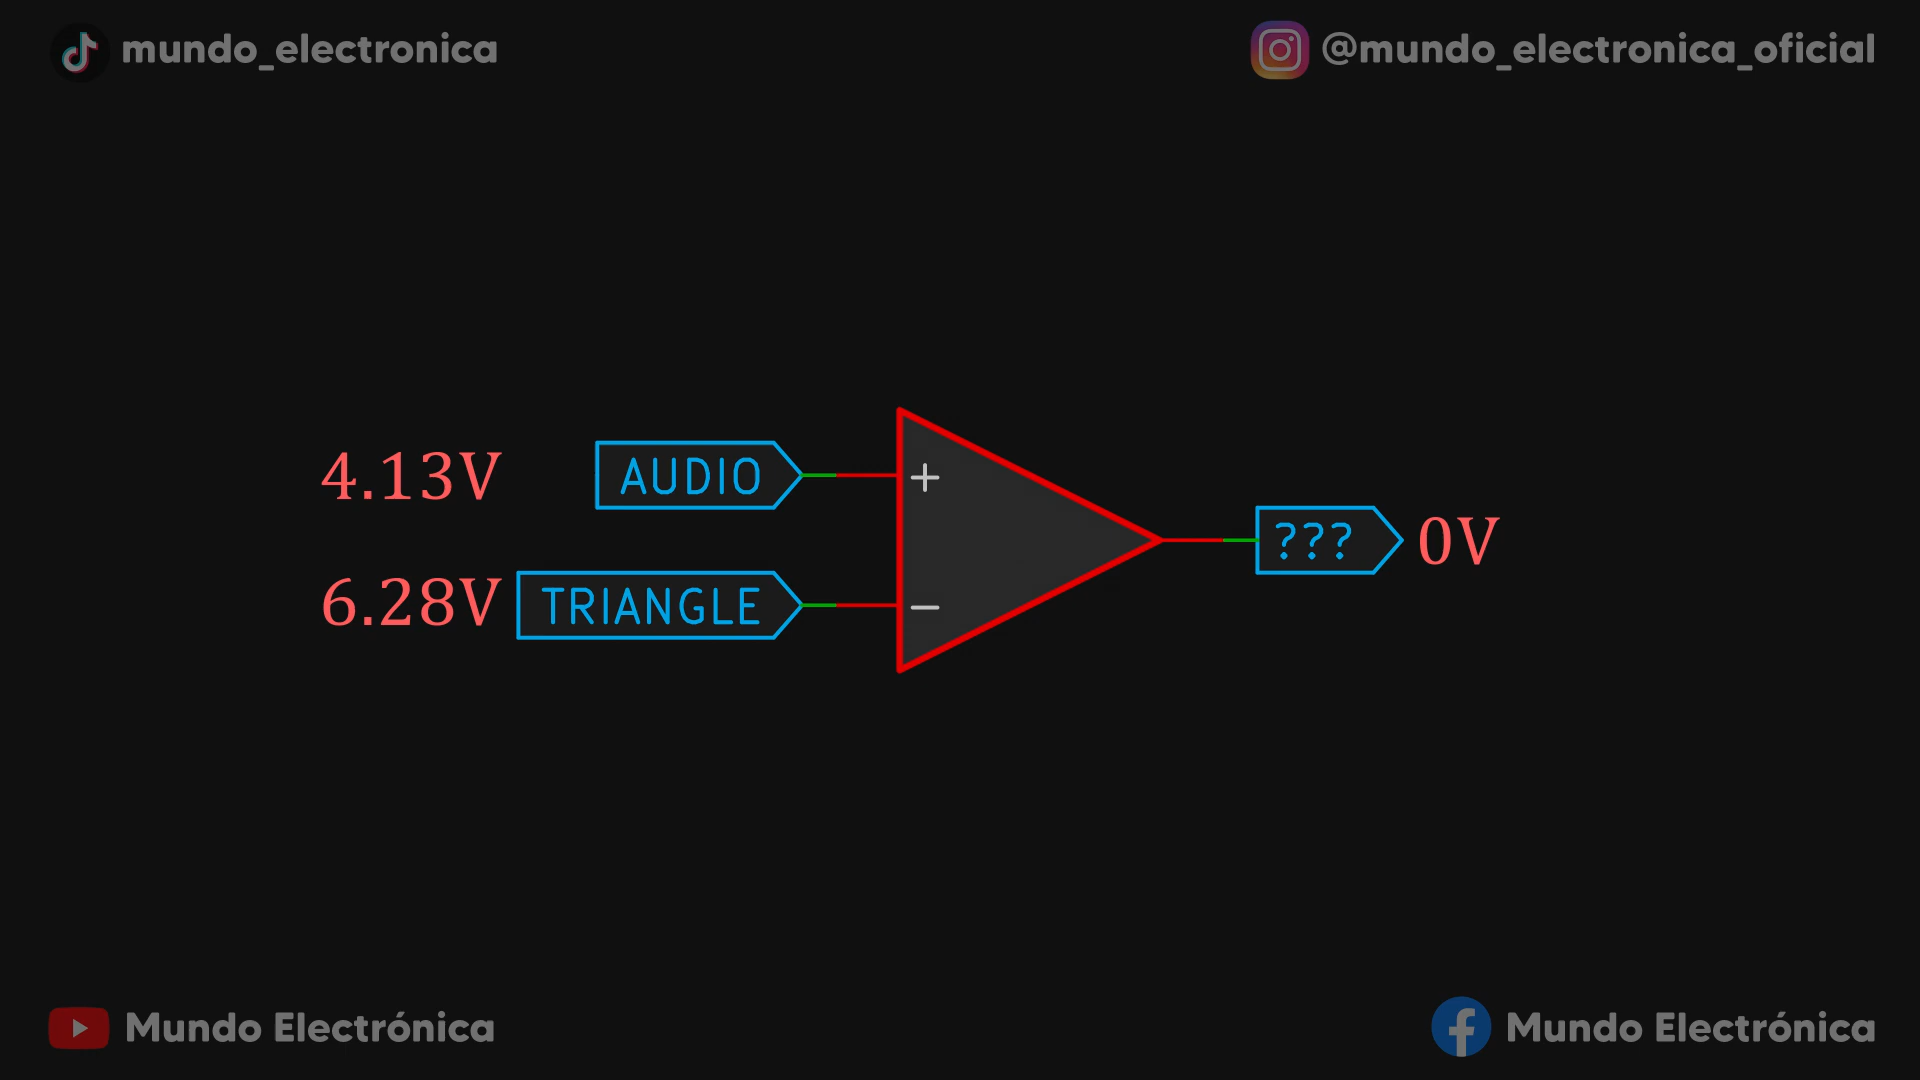 mundo_electronica
@mundo_electronica_oficial
4.13V AUDIO +
??? 0V
6.28V TRIANGLE −
Mundo Electrónica
Mundo Electrónica